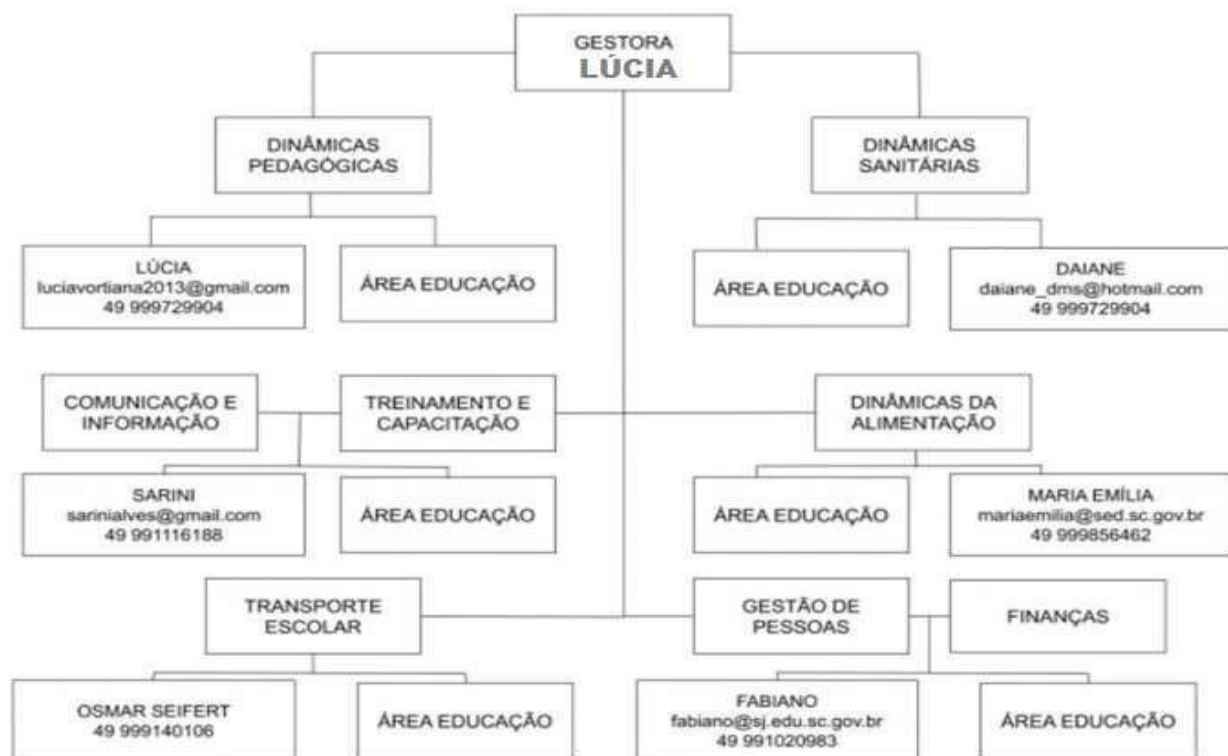 GESTORA
LÚCIA
DINÂMICAS
PEDAGÓGICAS
DINÂMICAS
SANITÁRIAS
LÚCIA
luciavortiana2013@gmail.com
49 999729904
ÁREA EDUCAÇÃO
ÁREA EDUCAÇÃO
DAIANE
daiane_dms@hotmail.com
49 999729904
COMUNICAÇÃO E
INFORMAÇÃO
TREINAMENTO E
CAPACITAÇÃO
DINÂMICAS DA
ALIMENTAÇÃO
SARINI
sarinialves@gmail.com
49 991116188
ÁREA EDUCAÇÃO
ÁREA EDUCAÇÃO
MARIA EMÍLIA
mariaemilia@sed.sc.gov.br
49 999856462
TRANSPORTE
ESCOLAR
GESTÃO DE
PESSOAS
FINANÇAS
OSMAR SEIFERT
49 999140106
ÁREA EDUCAÇÃO
FABIANO
fabiano@sj.edu.sc.gov.br
49 991020983
ÁREA EDUCAÇÃO